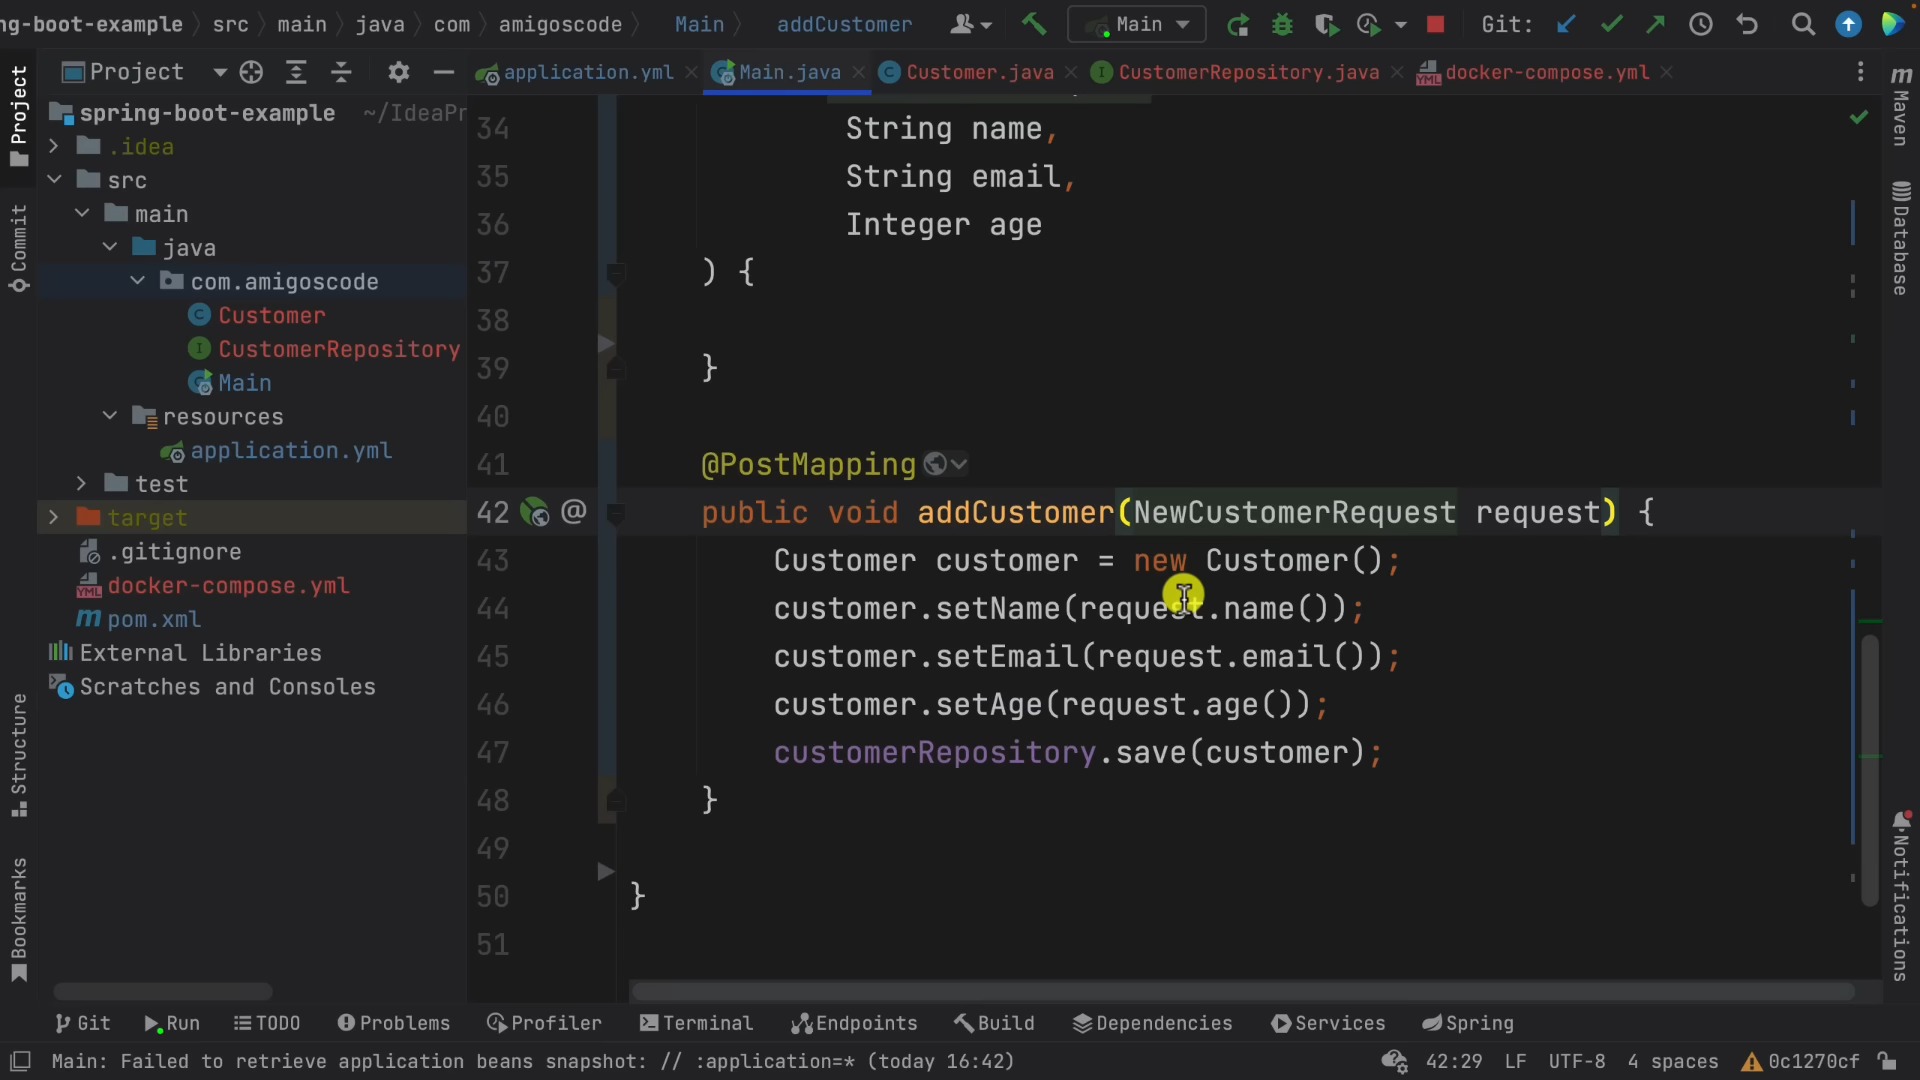 ng-boot-example src main java com amigoscode Main addCustomer Main Git:
Project application.yml Main.java Customer.java CustomerRepository.java docker-compose.yml
Project
Commit
Structure
Bookmarks
spring-boot-example ~/IdeaPr
.idea
src
main
java
com.amigoscode
Customer
CustomerRepository
Main
resources
application.yml
test
target
.gitignore
docker-compose.yml
pom.xml
External Libraries
Scratches and Consoles
34 String name,
35 String email,
36 Integer age
37 ) {
38
39 }
40
41 @PostMapping
42 public void addCustomer(NewCustomerRequest request) {
43 Customer customer = new Customer();
44 customer.setName(request.name());
45 customer.setEmail(request.email());
46 customer.setAge(request.age());
47 customerRepository.save(customer);
48 }
49
50 }
51
Maven
Database
Notifications
Git Run TODO Problems Profiler Terminal Endpoints Build Dependencies Services Spring
Main: Failed to retrieve application beans snapshot: // :application=* (today 16:42) 42:29 LF UTF-8 4 spaces 0c1270cf